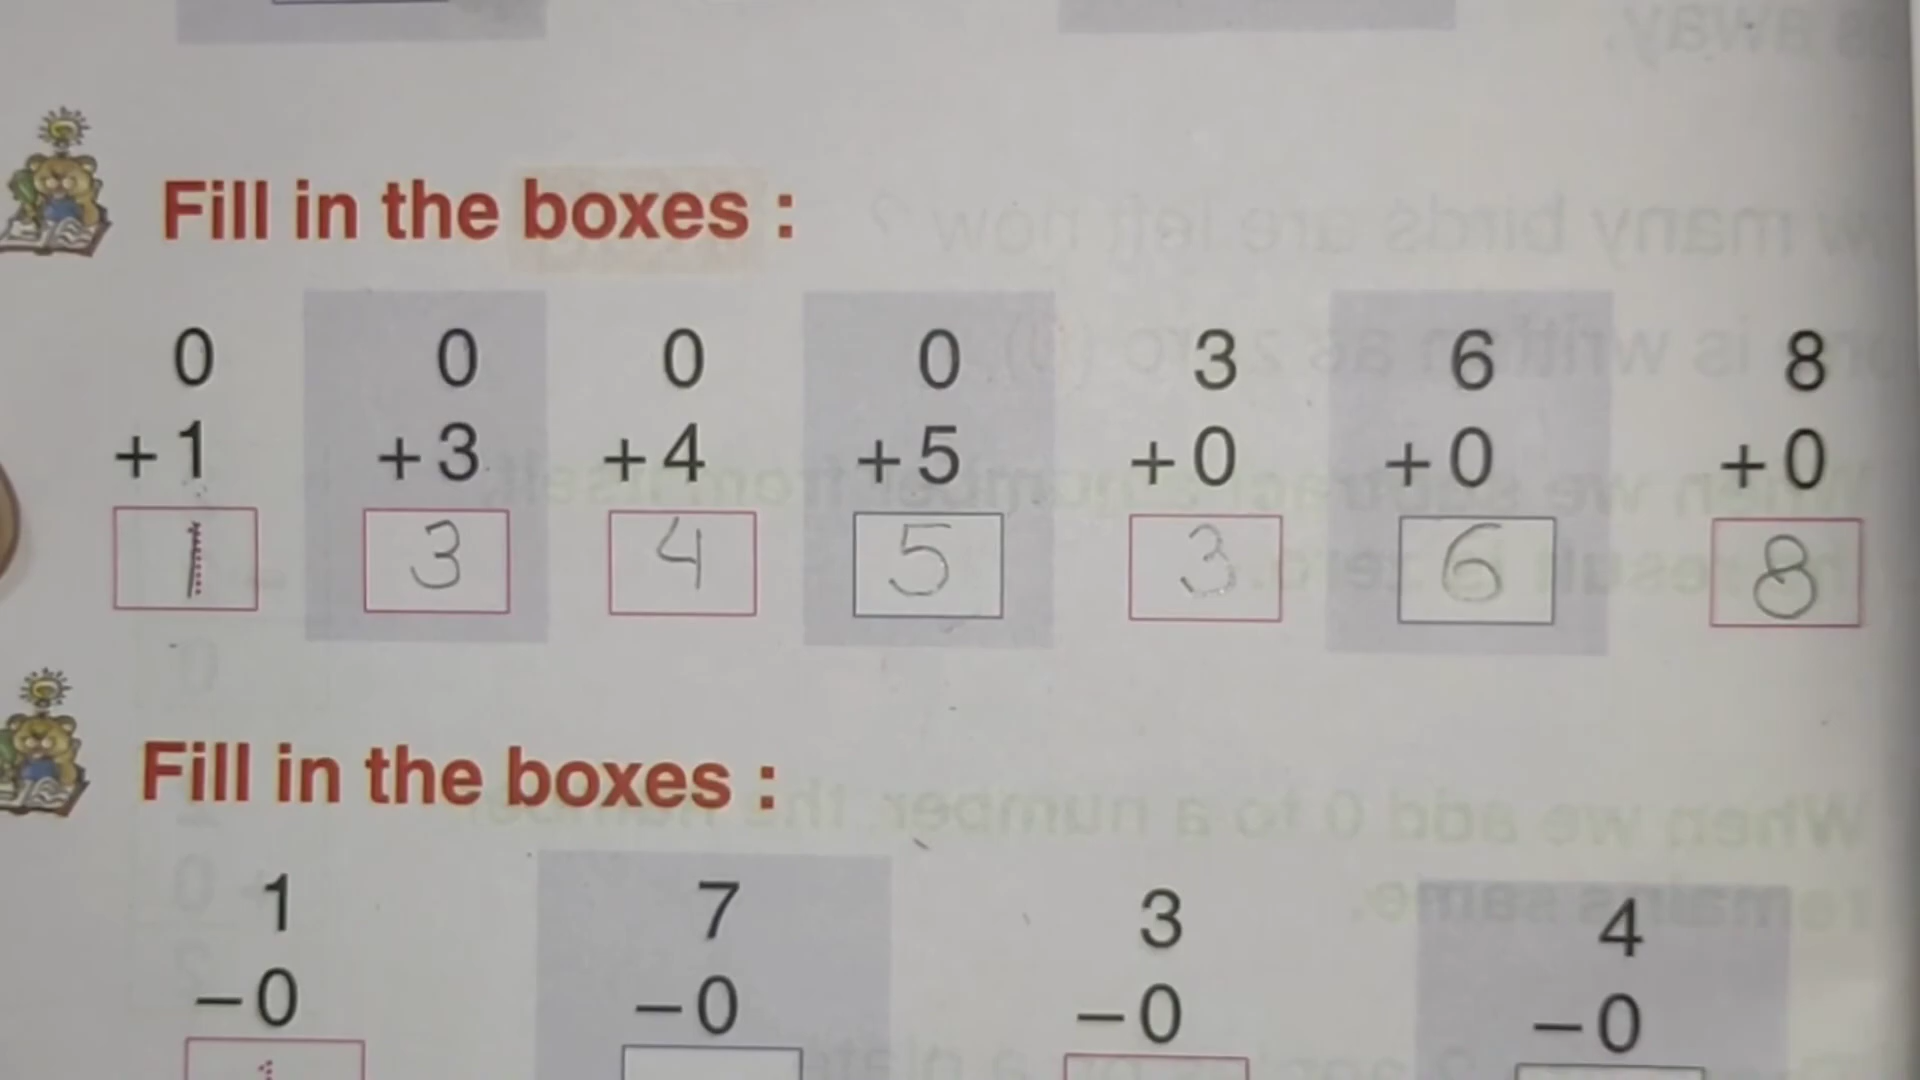 Fill in the boxes :
0 0 0 0 3 6 8
+1 +3 +4 +5 +0 +0 +0
1 3 4 5 3 6 8
Fill in the boxes :
1 7 3 4
−0 −0 −0 −0